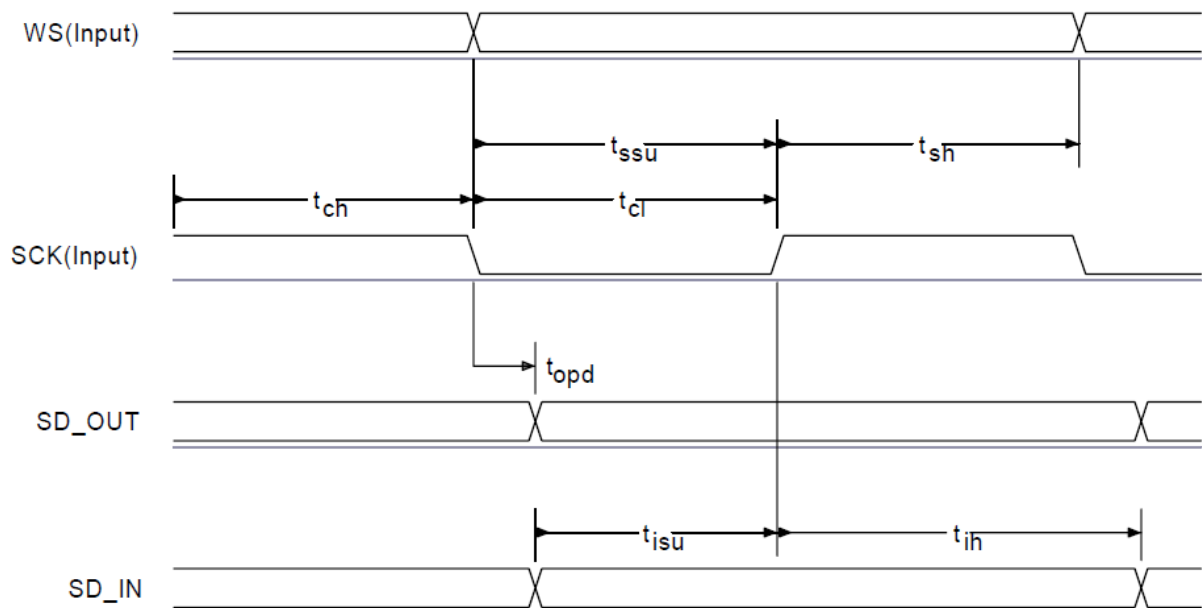 WS(Input)
tssu
tsh
tch
tcl
SCK(Input)
topd
SD_OUT
tisu
tih
SD_IN